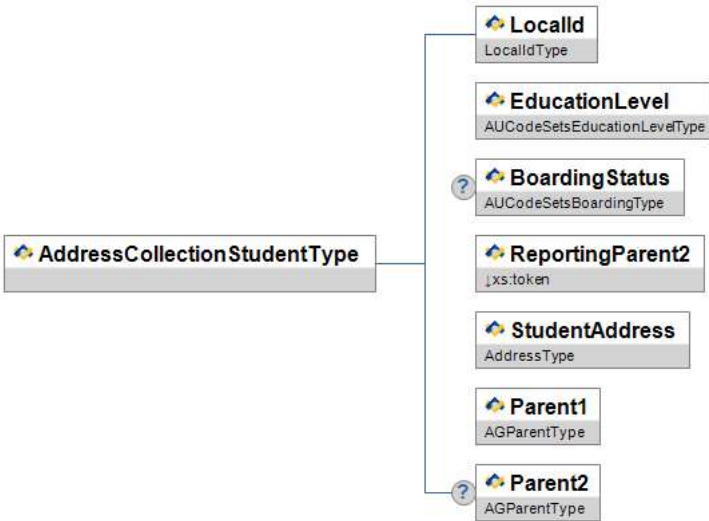 LocalId
LocalIdType
EducationLevel
AUCodeSetsEducationLevelType
?
BoardingStatus
AUCodeSetsBoardingType
AddressCollectionStudentType
ReportingParent2
↓xs:token
StudentAddress
AddressType
Parent1
AGParentType
?
Parent2
AGParentType